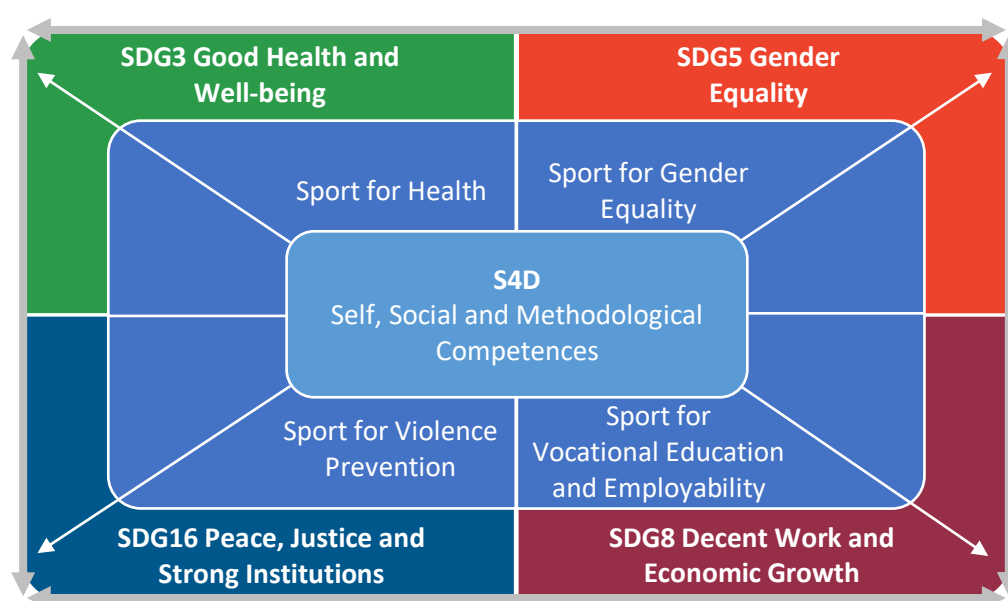 SDG3 Good Health and
Well-being
SDG5 Gender
Equality
Sport for Health
Sport for Gender
Equality
S4D
Self, Social and Methodological
Competences
Sport for Violence
Prevention
Sport for
Vocational Education
and Employability
SDG16 Peace, Justice and
Strong Institutions
SDG8 Decent Work and
Economic Growth